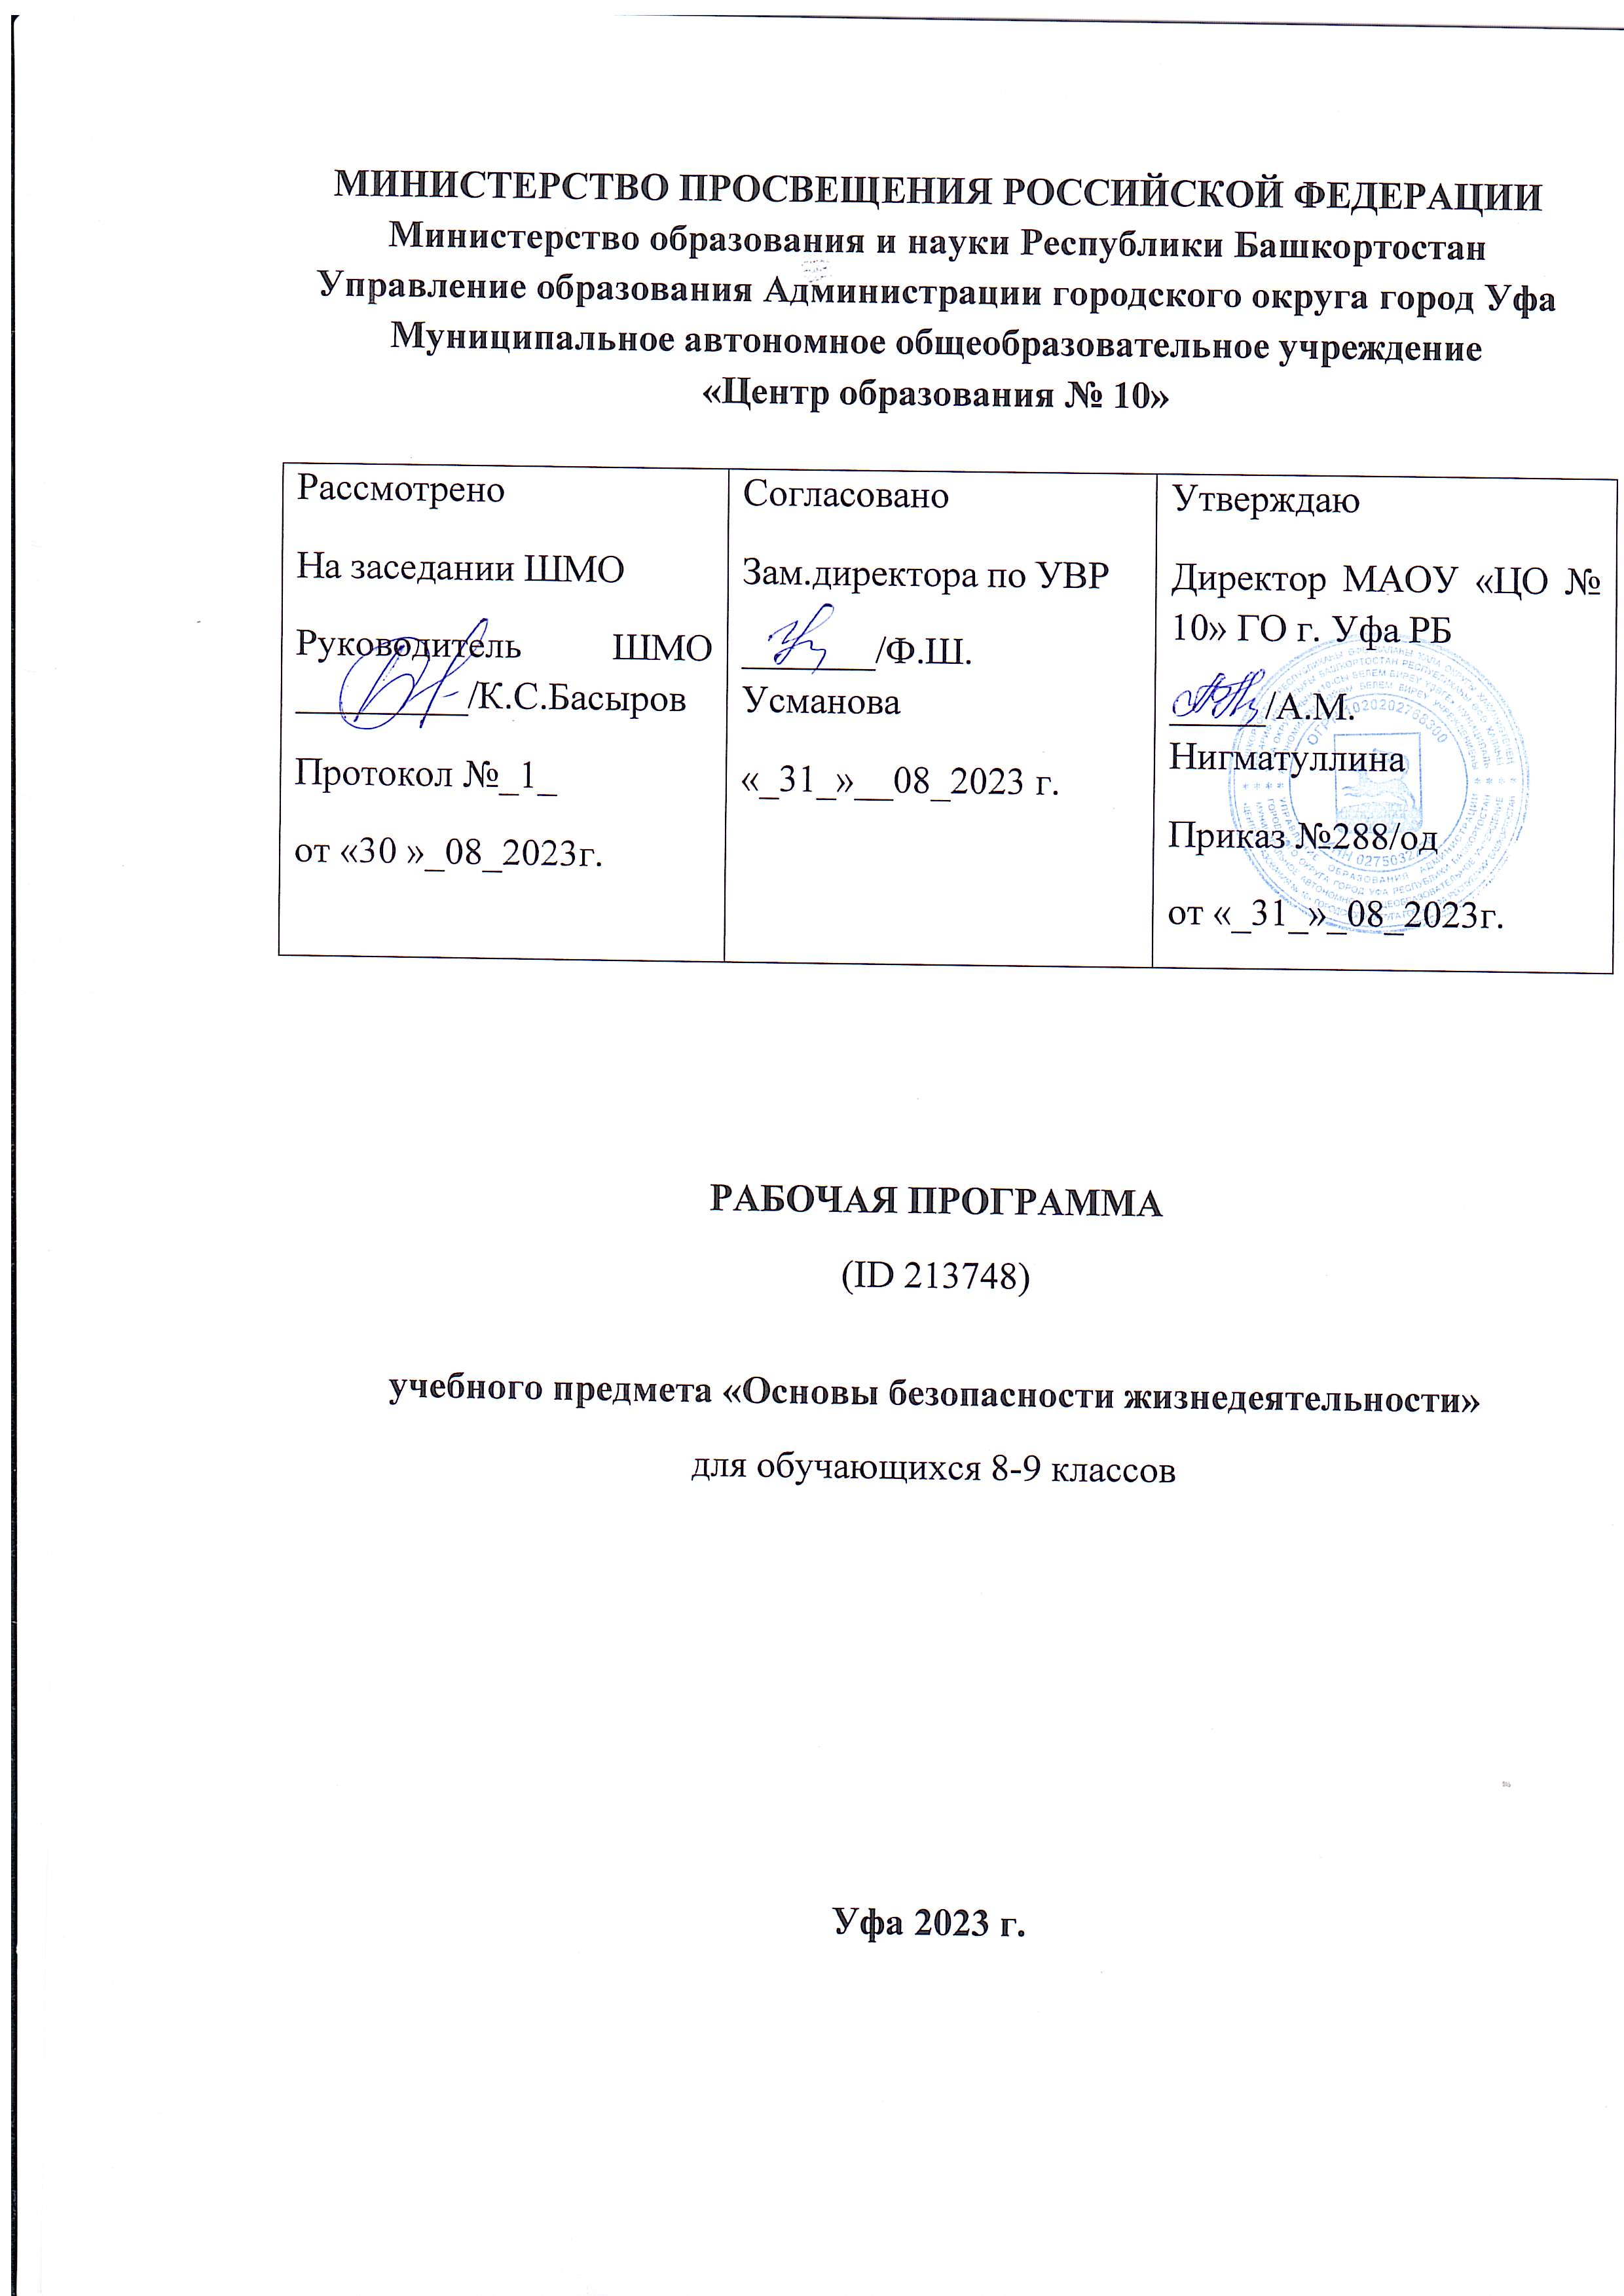 МИНИСТЕРСТВО ПРОСВЕЩЕНИЯ РОССИЙСКОЙ ФЕДЕРАЦИИ
Министерство образования и науки Республики Башкортостан
Управление образования Администрации городского округа город Уфа
Муниципальное автономное общеобразовательное учреждение
«Центр образования № 10»
Рассмотрено
На заседании ШМО
Руководитель ШМО
_________/К.С.Басыров
Протокол №_1_
от «30 »_08_2023г.
Согласовано
Зам.директора по УВР
_______/Ф.Ш.
Усманова
«_31_»__08_2023 г.
Утверждаю
Директор МАОУ «ЦО №
10» ГО г. Уфа РБ
_____/А.М.
Нигматуллина
Приказ №288/од
от «_31_»_08_2023г.
РАБОЧАЯ ПРОГРАММА
(ID 213748)
учебного предмета «Основы безопасности жизнедеятельности»
для обучающихся 8-9 классов
Уфа 2023 г.